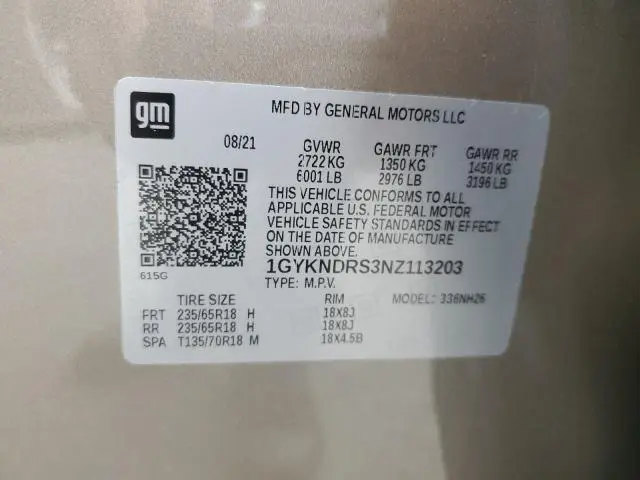 gm
MFD BY GENERAL MOTORS LLC
08/21 GVWR GAWR FRT GAWR RR
2722 KG 1350 KG 1450 KG
6001 LB 2976 LB 3196 LB
THIS VEHICLE CONFORMS TO ALL
APPLICABLE U.S. FEDERAL MOTOR
VEHICLE SAFETY STANDARDS IN EFFECT
ON THE DATE OF MANUFACTURE
SHOWN ABOVE.
615G
1GYKNDRS3NZ113203
TYPE: M.P.V. MODEL: 336NH26
TIRE SIZE RIM
FRT 235/65R18 H 18X8J
RR 235/65R18 H 18X8J
SPA T135/70R18 M 18X4.5B